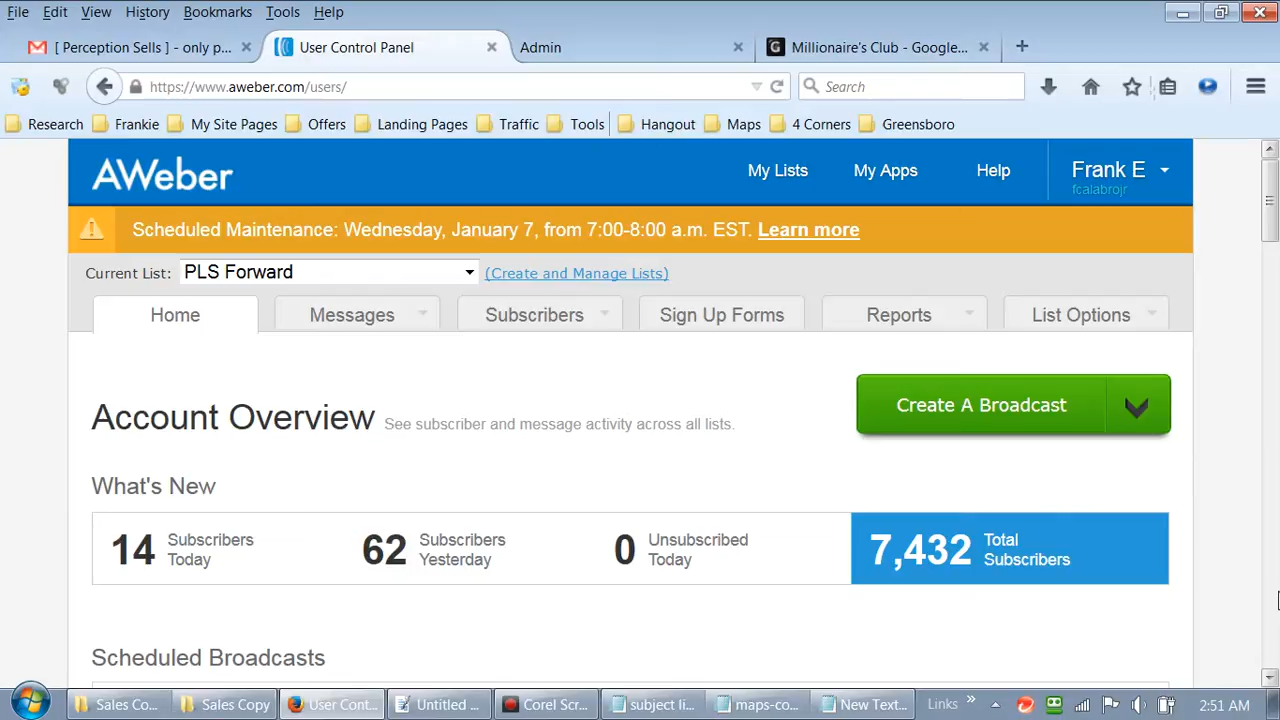 File Edit View History Bookmarks Tools Help
[ Perception Sells ] - only p... User Control Panel Admin Millionaire's Club - Google...
https://www.aweber.com/users/ Search
Research Frankie My Site Pages Offers Landing Pages Traffic Tools Hangout Maps 4 Corners Greensboro
AWeber My Lists My Apps Help Frank E
fcalabrojr
Scheduled Maintenance: Wednesday, January 7, from 7:00-8:00 a.m. EST. Learn more
Current List: PLS Forward (Create and Manage Lists)
Home Messages Subscribers Sign Up Forms Reports List Options
Account Overview See subscriber and message activity across all lists. Create A Broadcast
What's New
14 Subscribers Today 62 Subscribers Yesterday 0 Unsubscribed Today 7,432 Total Subscribers
Scheduled Broadcasts
Sales Co... Sales Copy User Cont... Untitled ... Corel Scr... subject li... maps-co... New Text... Links » 2:51 AM